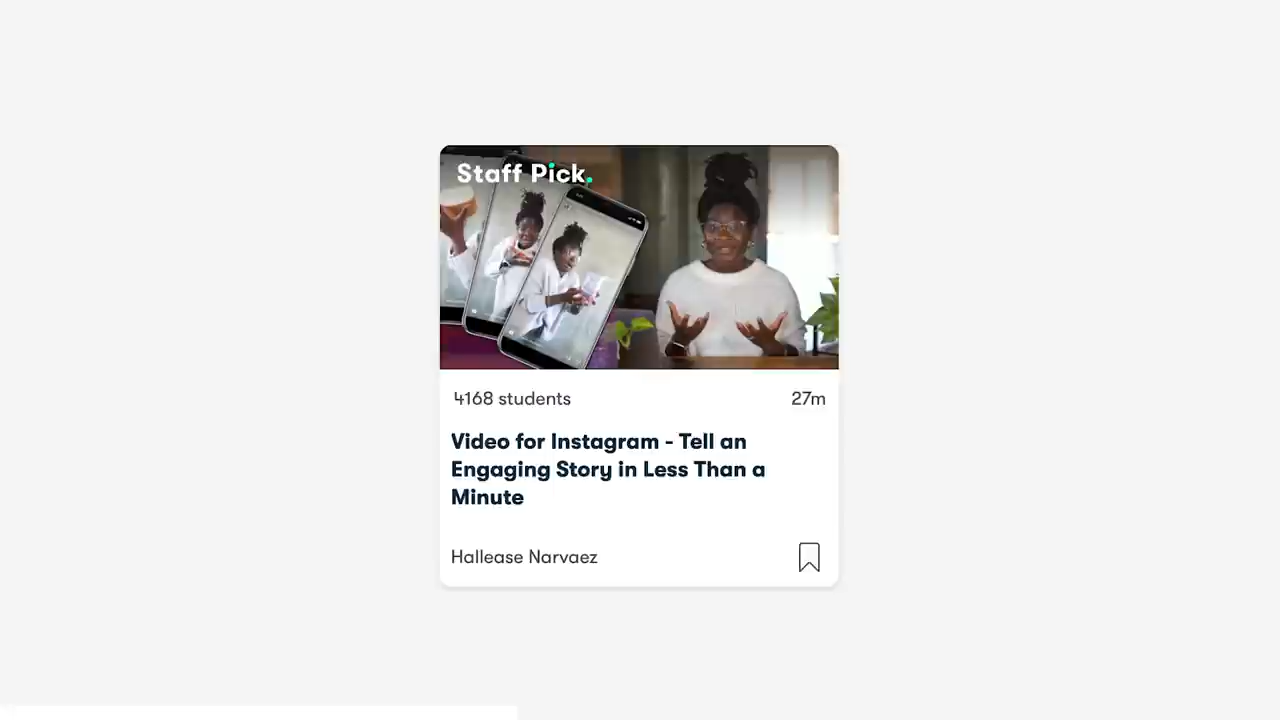 Staff Pick.
4168 students 27m
Video for Instagram - Tell an
Engaging Story in Less Than a
Minute
Hallease Narvaez